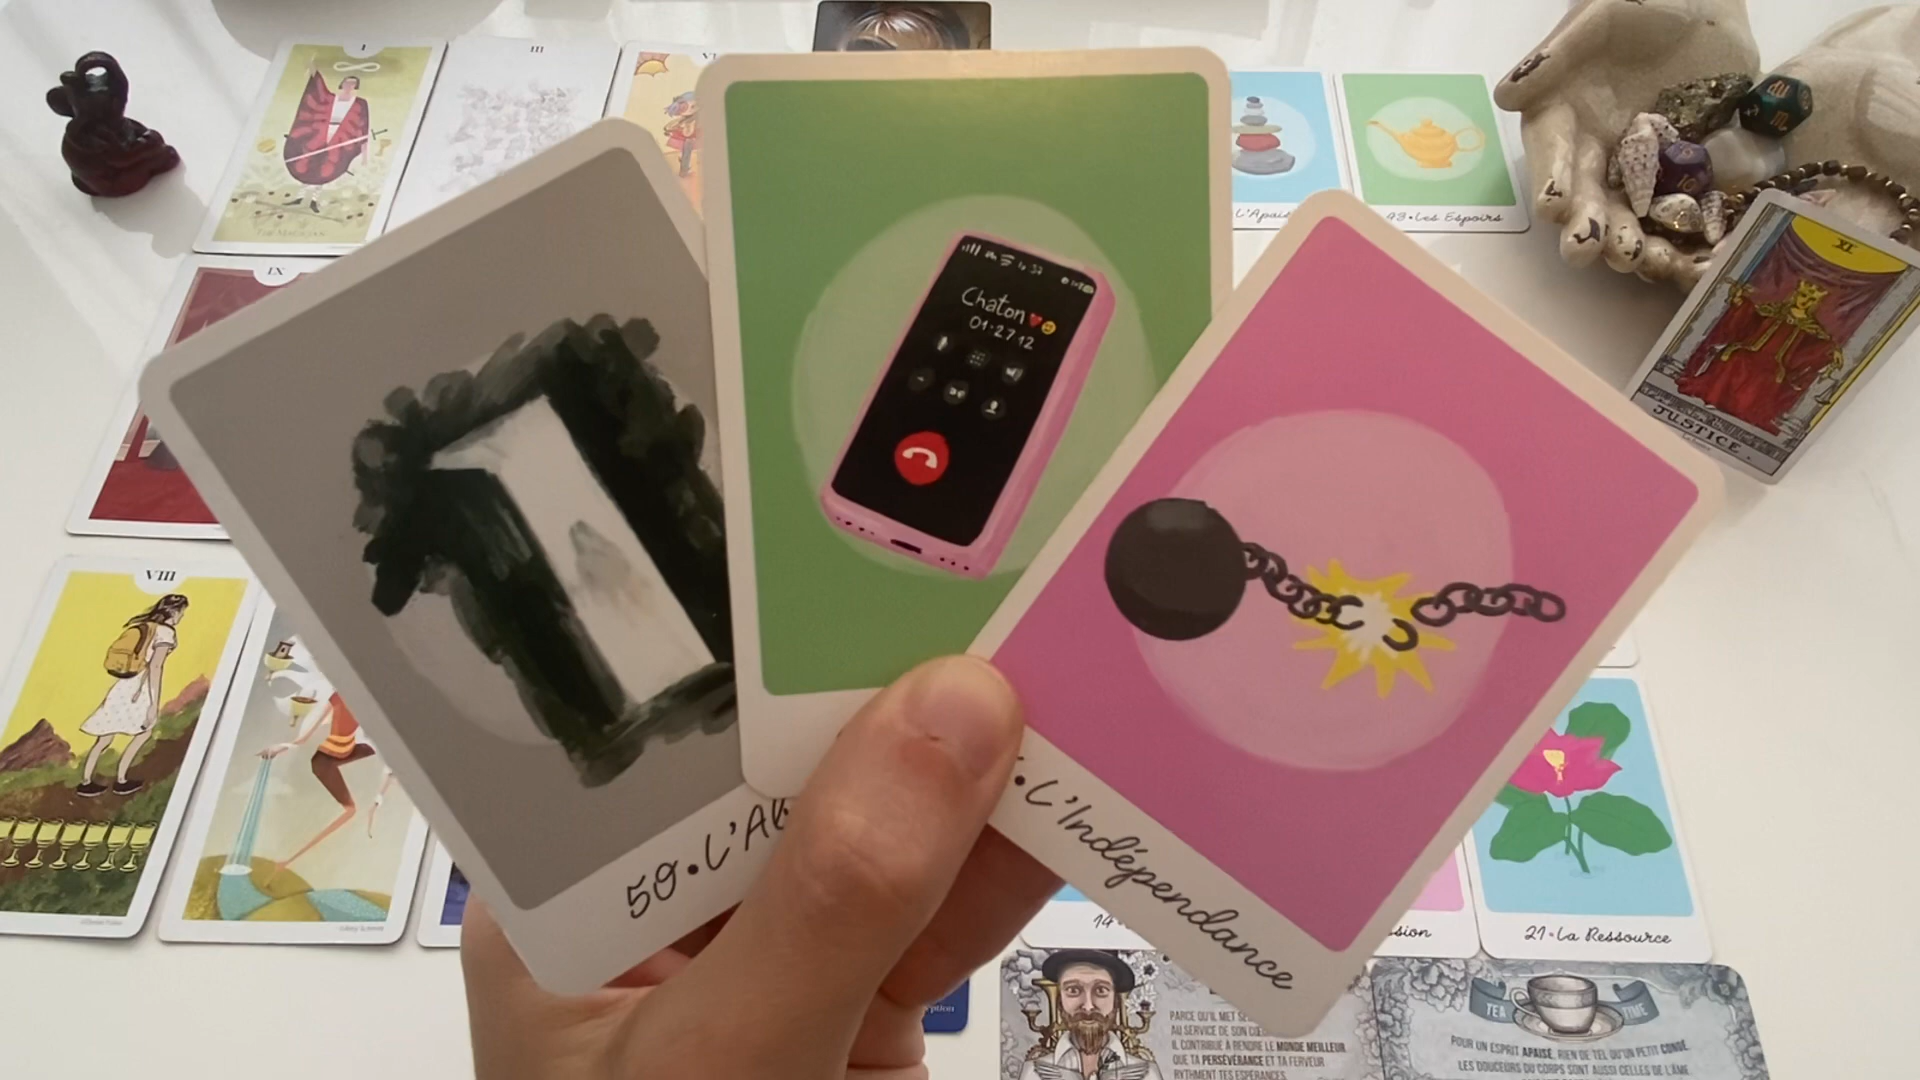 I
III
THE MAGICIAN
43•Les Espoirs
XI
JUSTICE.
IX
Chaton
01:27 12
VIII
50•L'
•L'Indépendance
21•La Ressource
TEA TIME
PARCE QU'IL MET
AU SERVICE DE SON
IL CONTRIBUE À RENDRE LE MONDE MEILLEUR.
QUE TA PERSÉVÉRANCE ET TA FERVEUR
RYTHMENT TES ESPÉRANCES.
POUR UN ESPRIT APAISÉ, RIEN DE TEL QU'UN PETIT CONGÉ.
LES DOUCEURS DU CORPS SONT AUSSI CELLES DE L'ÂME.